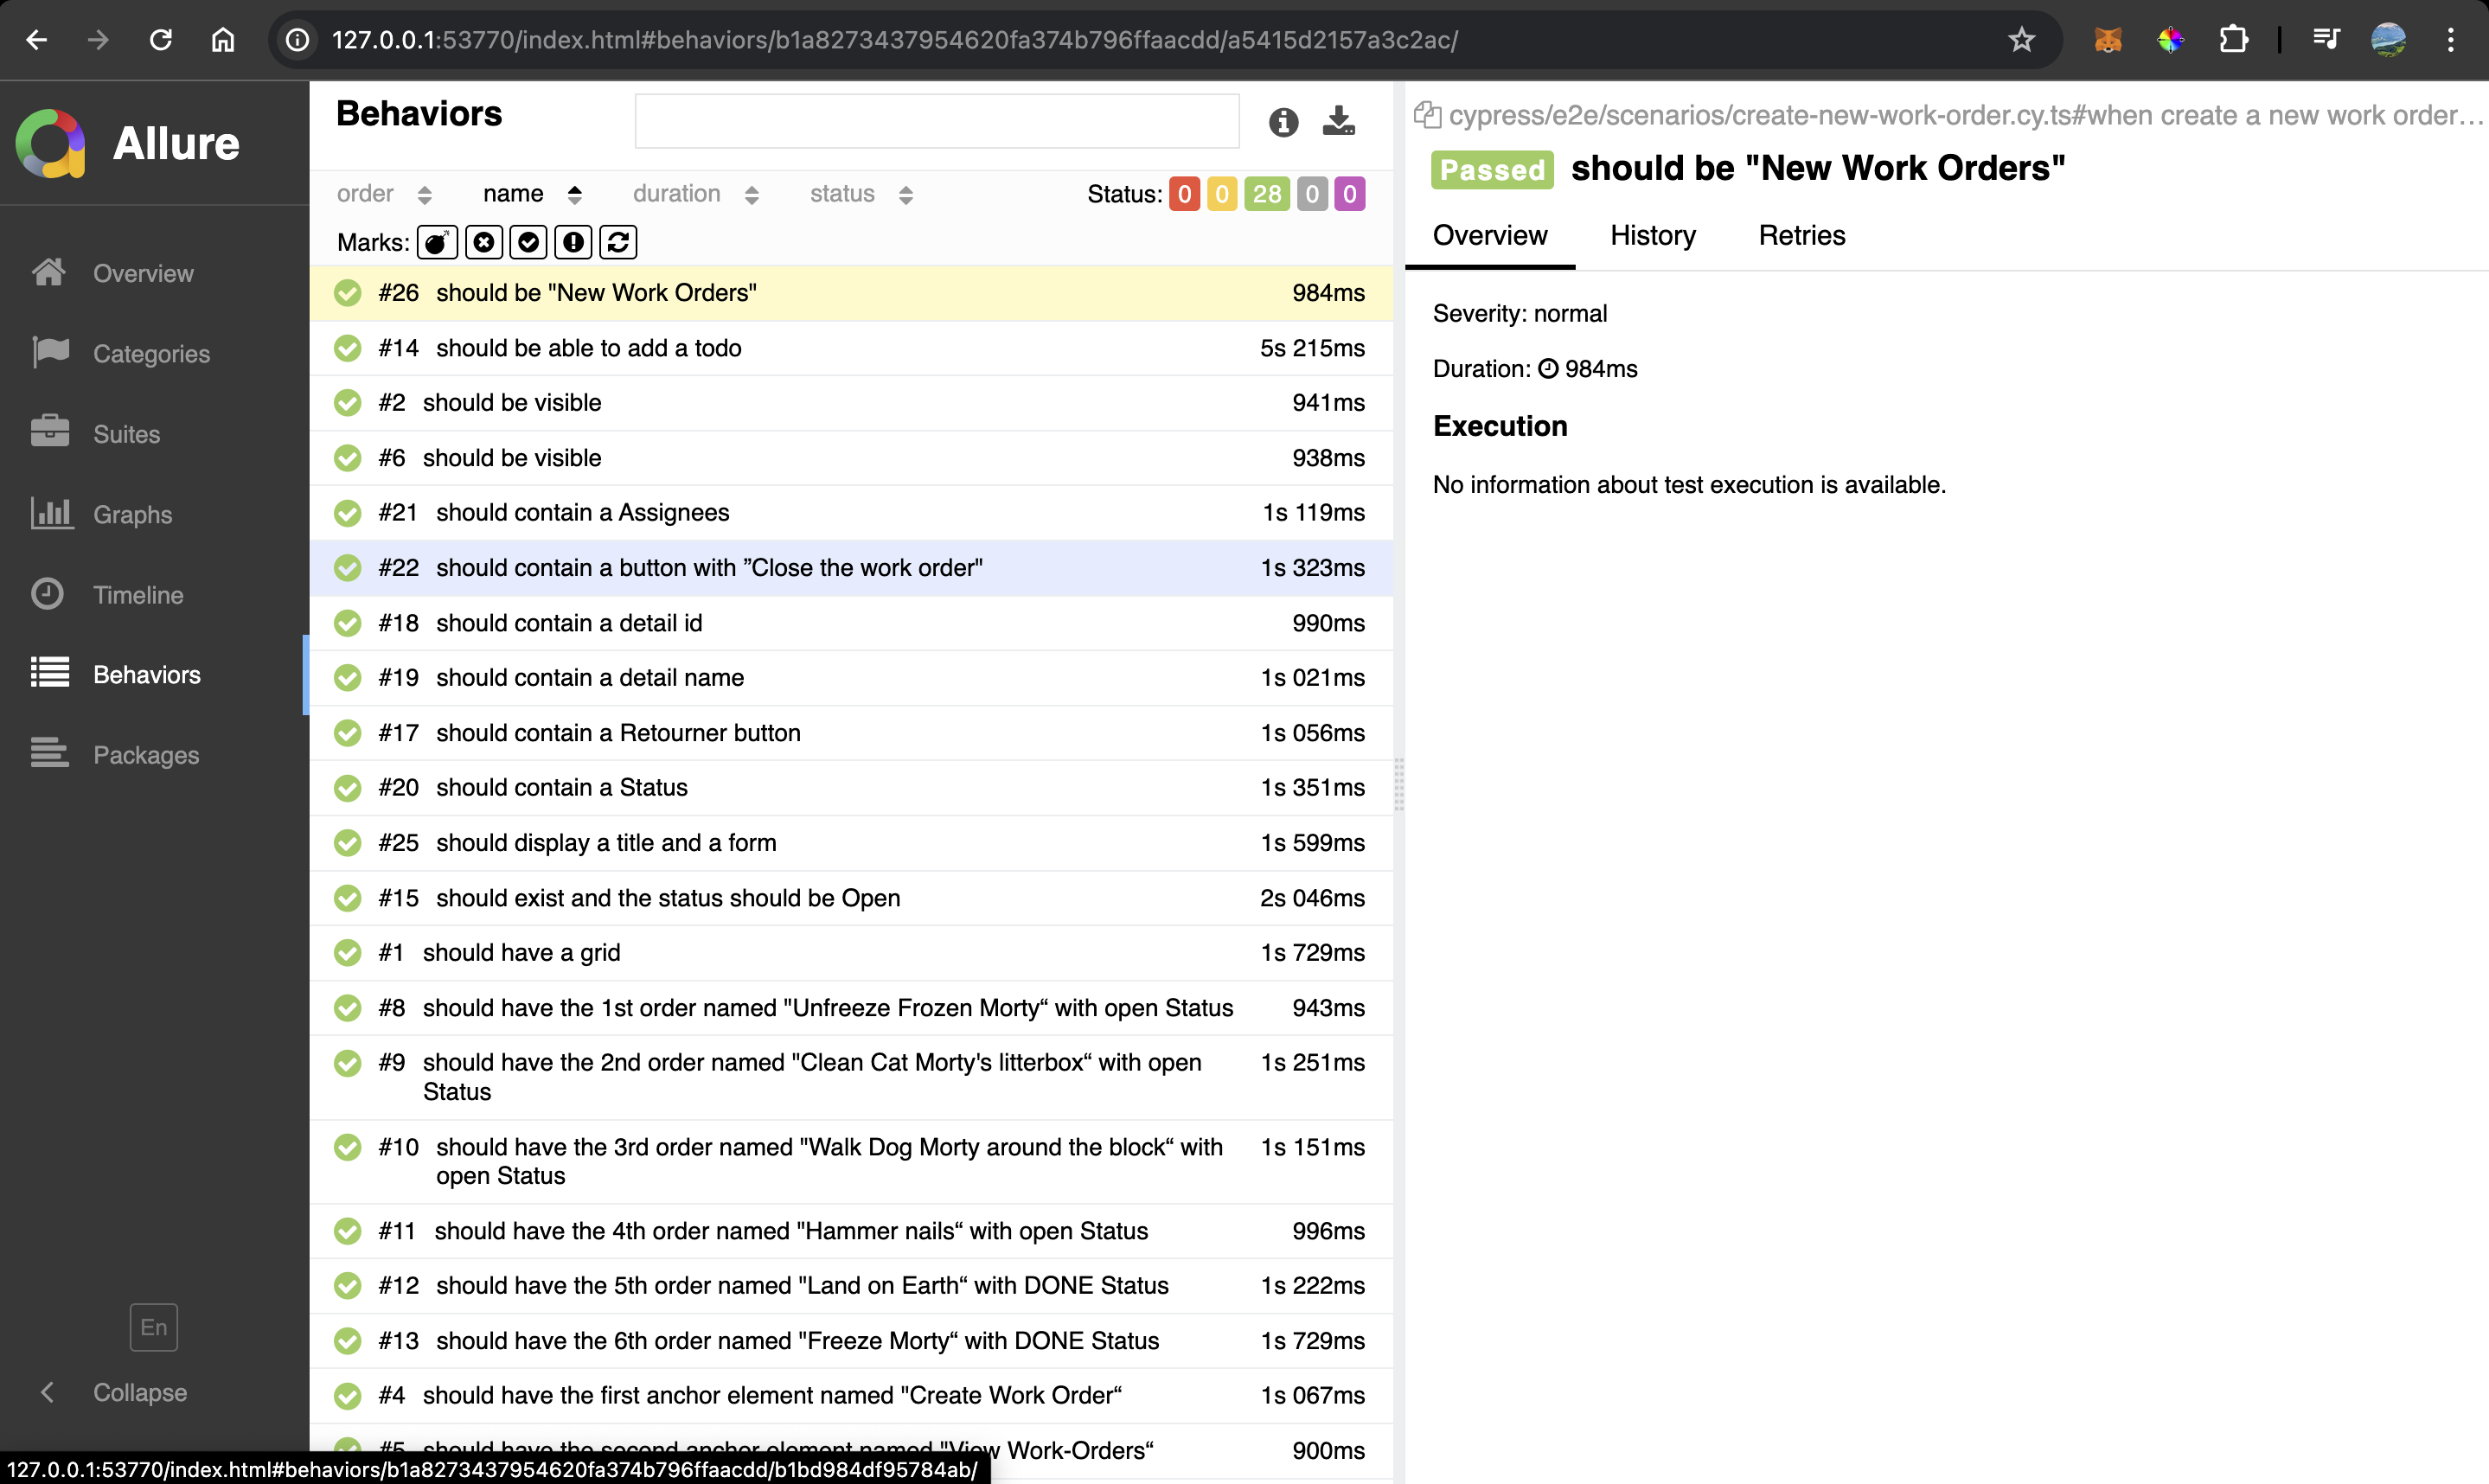 127.0.0.1:53770/index.html#behaviors/b1a8273437954620fa374b796ffaacdd/a5415d2157a3c2ac/
Allure
Overview
Categories
Suites
Graphs
Timeline
Behaviors
Packages
En
Collapse
Behaviors
order name duration status Status: 0 0 28 0 0
Marks:
#26 should be "New Work Orders" 984ms
#14 should be able to add a todo 5s 215ms
#2 should be visible 941ms
#6 should be visible 938ms
#21 should contain a Assignees 1s 119ms
#22 should contain a button with ”Close the work order" 1s 323ms
#18 should contain a detail id 990ms
#19 should contain a detail name 1s 021ms
#17 should contain a Retourner button 1s 056ms
#20 should contain a Status 1s 351ms
#25 should display a title and a form 1s 599ms
#15 should exist and the status should be Open 2s 046ms
#1 should have a grid 1s 729ms
#8 should have the 1st order named "Unfreeze Frozen Morty“ with open Status 943ms
#9 should have the 2nd order named "Clean Cat Morty's litterbox“ with open 1s 251ms
Status
#10 should have the 3rd order named "Walk Dog Morty around the block“ with 1s 151ms
open Status
#11 should have the 4th order named "Hammer nails“ with open Status 996ms
#12 should have the 5th order named "Land on Earth“ with DONE Status 1s 222ms
#13 should have the 6th order named "Freeze Morty“ with DONE Status 1s 729ms
#4 should have the first anchor element named "Create Work Order“ 1s 067ms
#5 should have the second anchor element named "View Work-Orders“ 900ms
127.0.0.1:53770/index.html#behaviors/b1a8273437954620fa374b796ffaacdd/b1bd984df95784ab/
cypress/e2e/scenarios/create-new-work-order.cy.ts#when create a new work order…
Passed should be "New Work Orders"
Overview History Retries
Severity: normal
Duration: 984ms
Execution
No information about test execution is available.